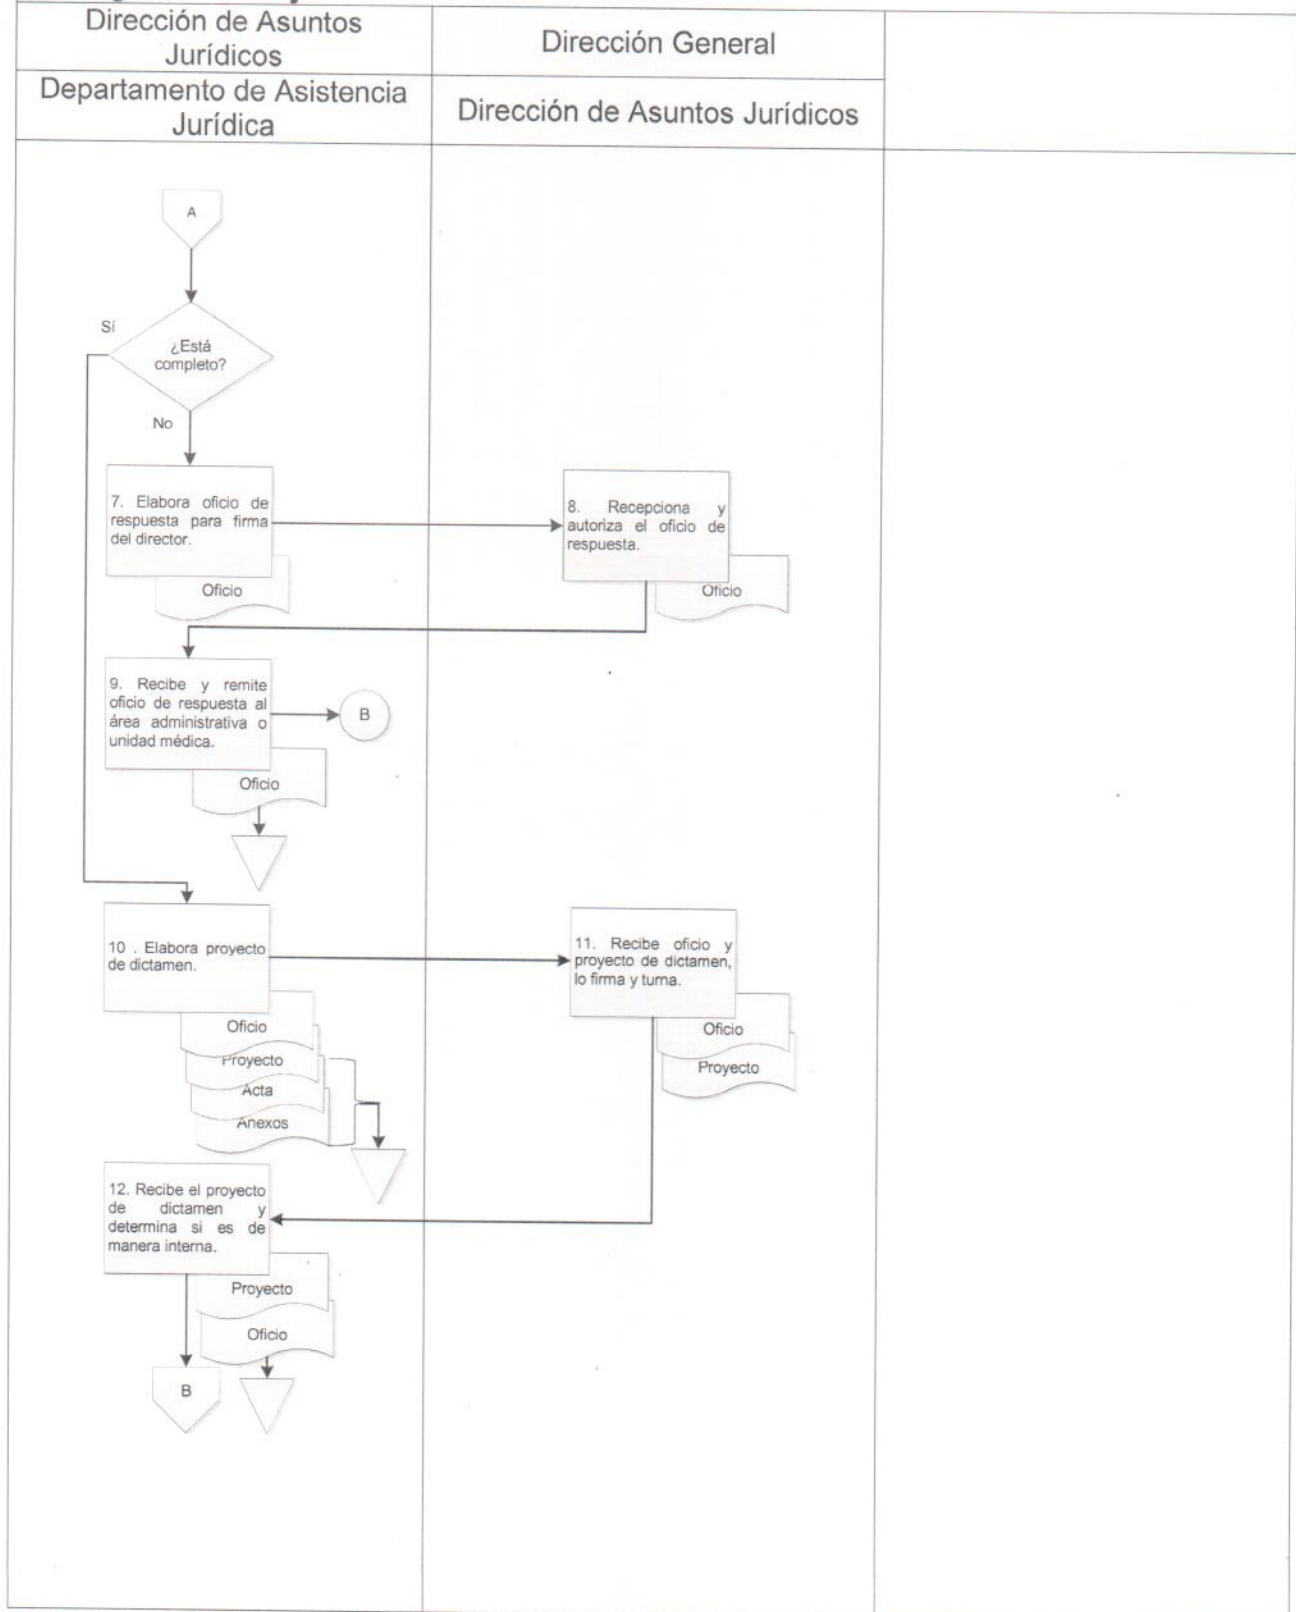 Dirección de Asuntos
Jurídicos
Dirección General
Departamento de Asistencia
Jurídica
Dirección de Asuntos Jurídicos
A
Sí
¿Está
completo?
No
7. Elabora oficio de
respuesta para firma
del director.
Oficio
8. Recepciona y
autoriza el oficio de
respuesta.
Oficio
9. Recibe y remite
oficio de respuesta al
área administrativa o
unidad médica.
B
Oficio
10 . Elabora proyecto
de dictamen.
Oficio
Proyecto
Acta
Anexos
11. Recibe oficio y
proyecto de dictamen,
lo firma y turna.
Oficio
Proyecto
12. Recibe el proyecto
de dictamen y
determina si es de
manera interna.
Proyecto
Oficio
B